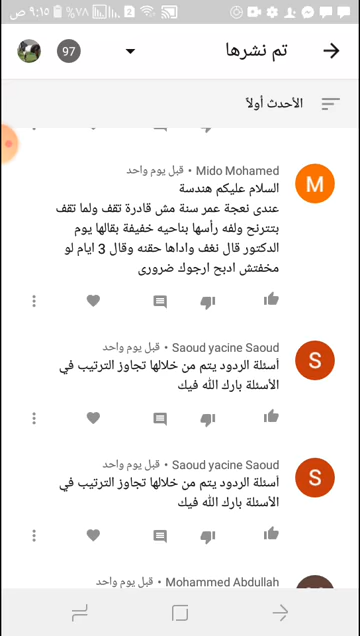 ٩:١٥ ص
%٧٨
2
تم نشرها
97
الأحدث أولاً
Mido Mohamed • قبل يوم واحد
M
السلام عليكم هندسة
عندى نعجة عمر سنة مش قادرة تقف ولما تقف
بتترنح ولفه رأسها بناحيه خفيفة بقالها يوم
الدكتور قال نغف واداها حقنه وقال 3 ايام لو
مخفتش ادبح ارجوك ضرورى
Saoud yacine Saoud • قبل يوم واحد
S
أسئلة الردود يتم من خلالها تجاوز الترتيب في
الأسئلة بارك الله فيك
Saoud yacine Saoud • قبل يوم واحد
S
أسئلة الردود يتم من خلالها تجاوز الترتيب في
الأسئلة بارك الله فيك
Mohammed Abdullah • قبل يوم واحد